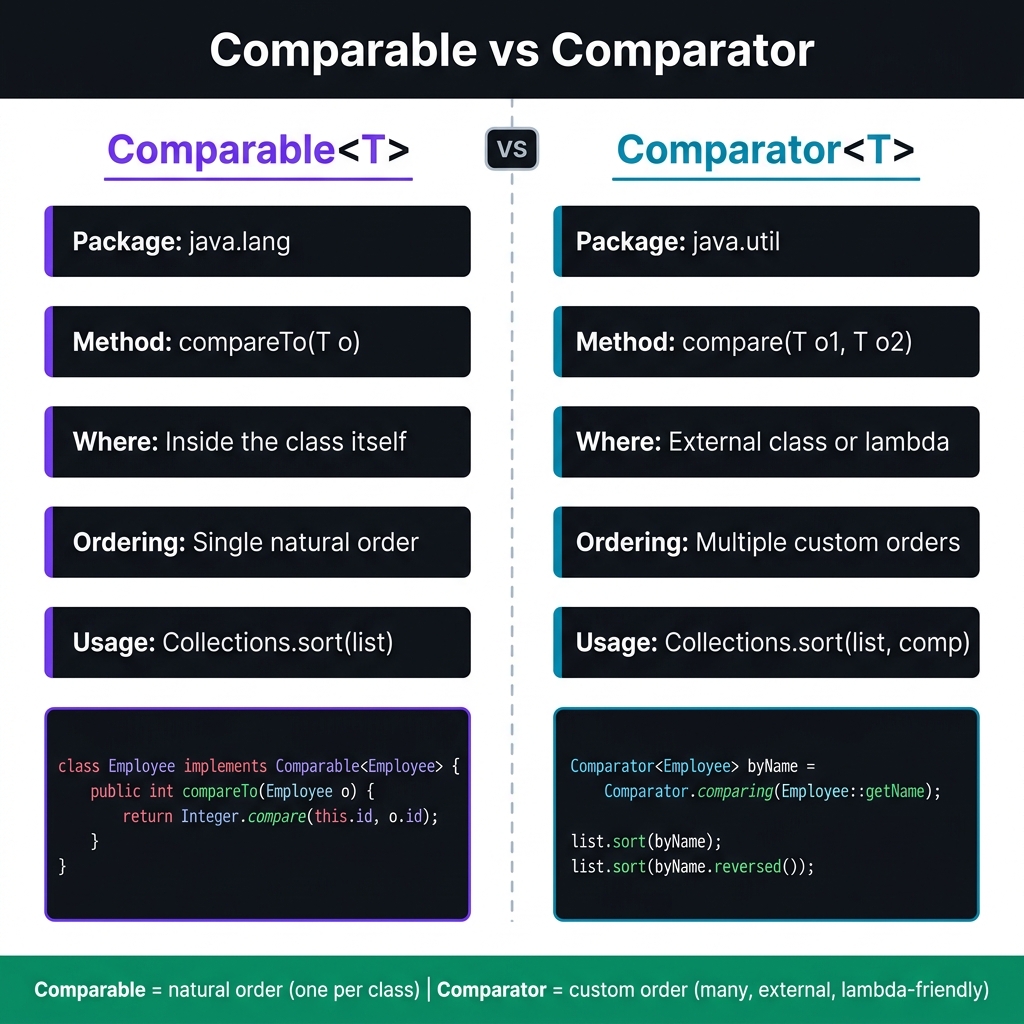 Comparable vs Comparator
Comparable<T>
Package: java.lang
Method: compareTo(T o)
Where: Inside the class itself
Ordering: Single natural order
Usage: Collections.sort(list)
class Employee implements Comparable<Employee> {
    public int compareTo(Employee o) {
        return Integer.compare(this.id, o.id);
    }
}
VS
Comparator<T>
Package: java.util
Method: compare(T o1, T o2)
Where: External class or lambda
Ordering: Multiple custom orders
Usage: Collections.sort(list, comp)
Comparator<Employee> byName =
    Comparator.comparing(Employee::getName);
list.sort(byName);
list.sort(byName.reversed());
Comparable = natural order (one per class) | Comparator = custom order (many, external, lambda-friendly)